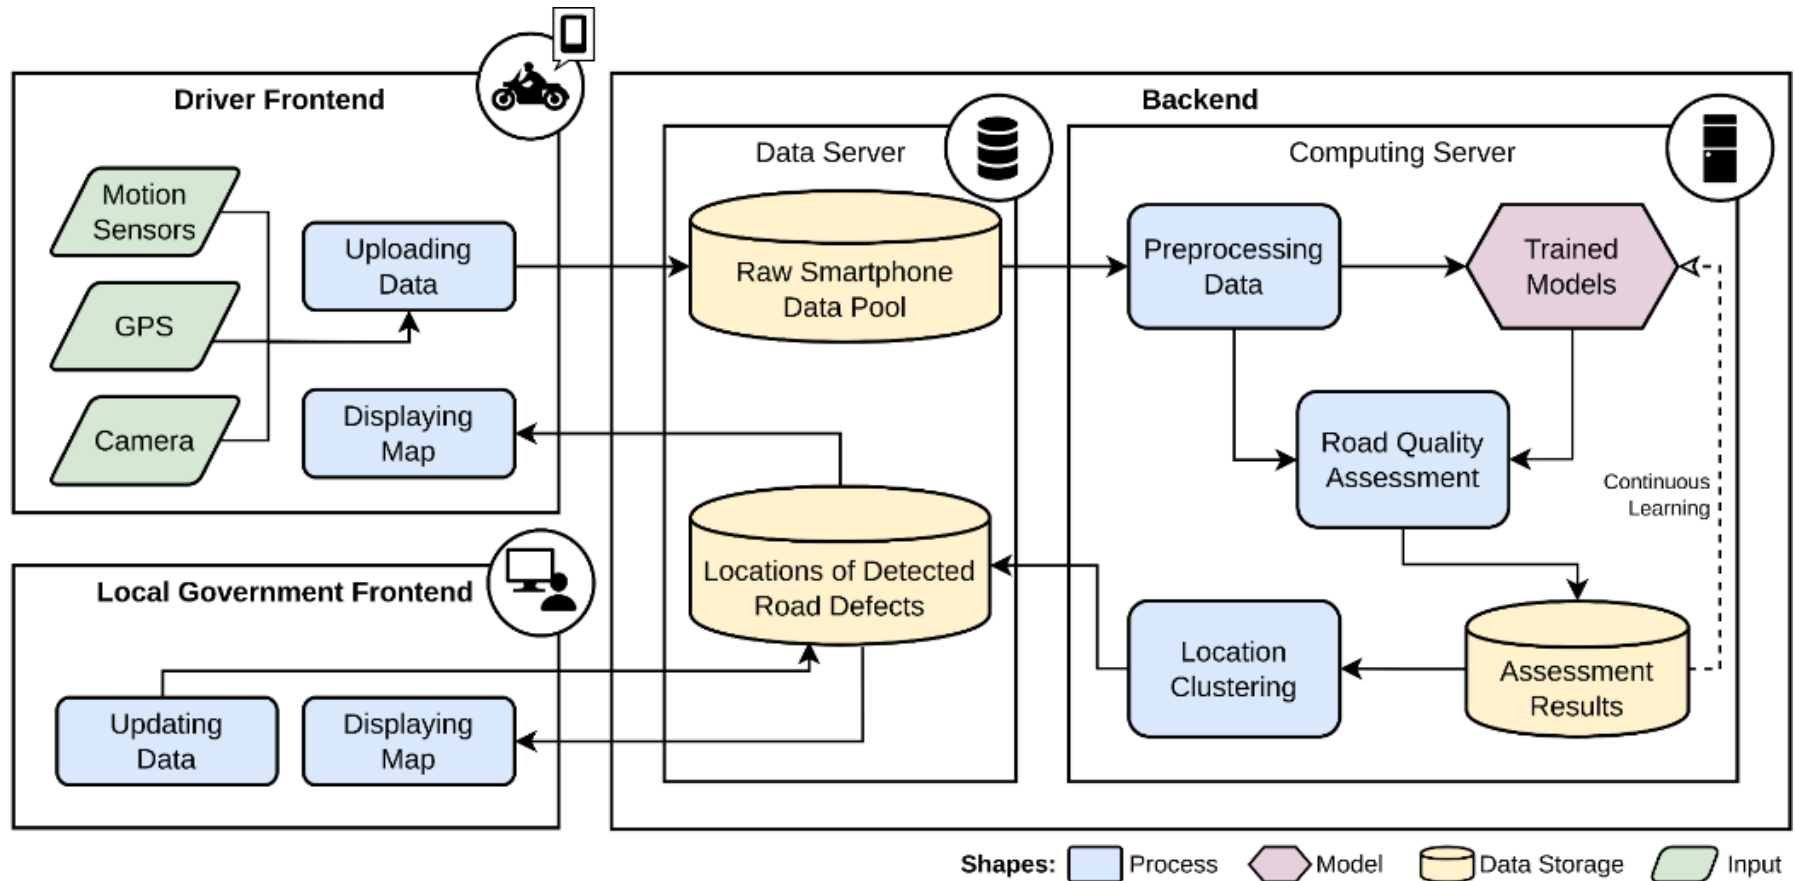 Driver Frontend
Motion
Sensors
GPS
Camera
Uploading
Data
Displaying
Map
Local Government Frontend
Updating
Data
Displaying
Map
Backend
Data Server
Raw Smartphone
Data Pool
Locations of Detected
Road Defects
Computing Server
Preprocessing
Data
Trained
Models
Road Quality
Assessment
Continuous
Learning
Location
Clustering
Assessment
Results
Shapes: Process Model Data Storage Input